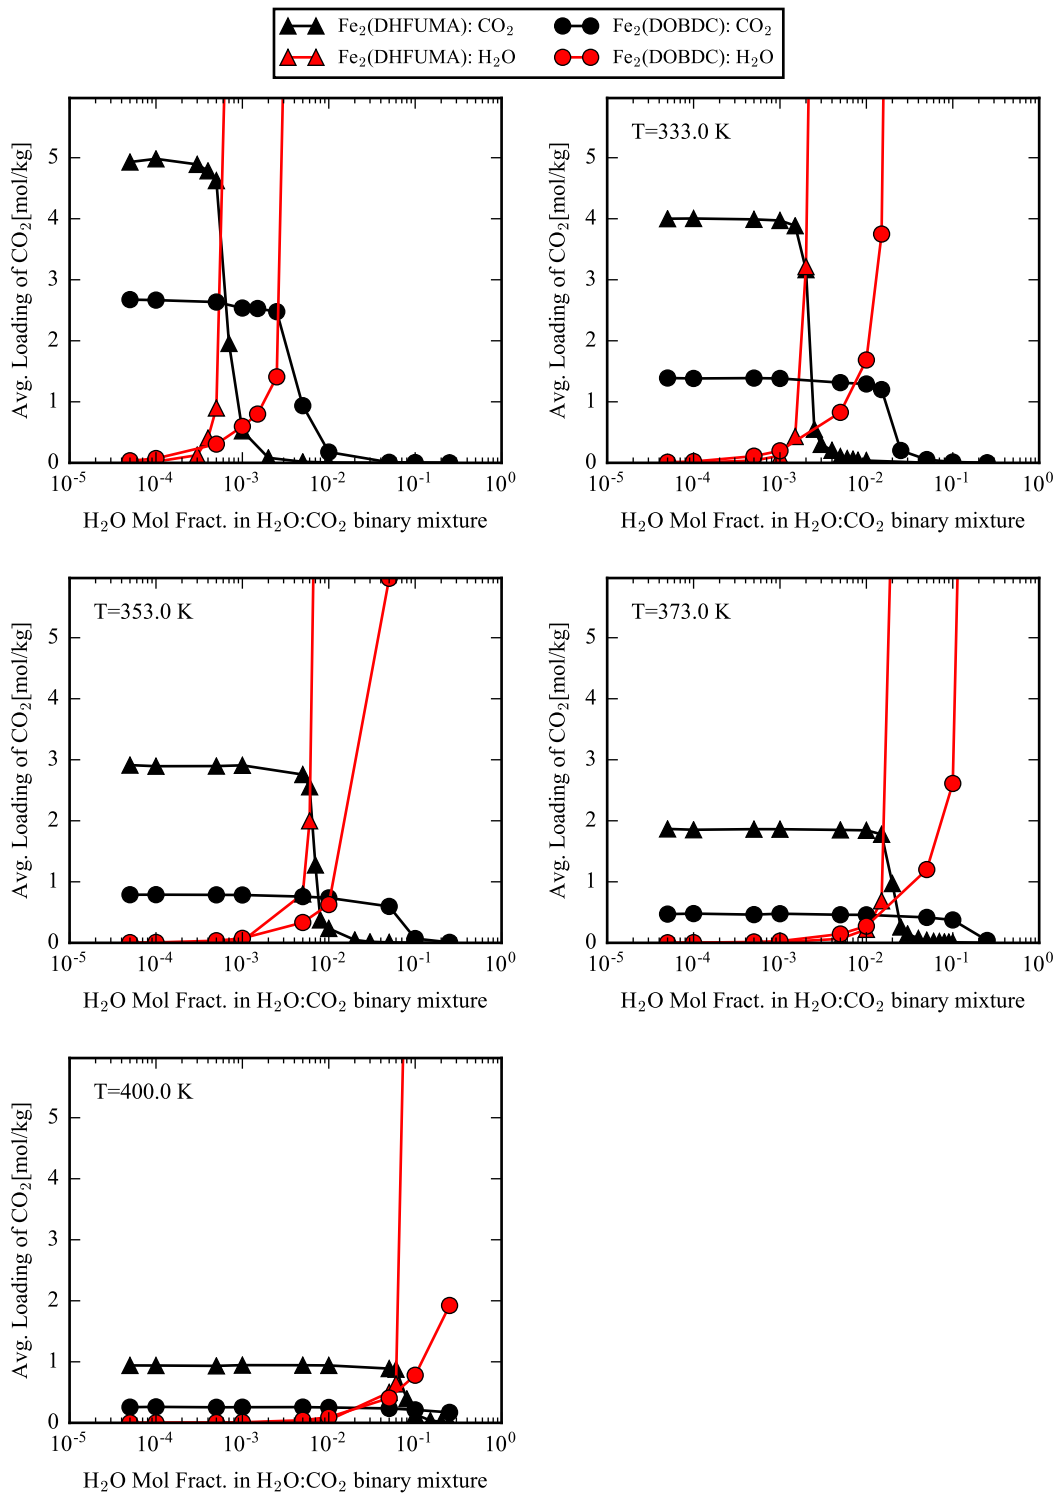 Fe₂(DHFUMA): CO₂ Fe₂(DOBDC): CO₂
Fe₂(DHFUMA): H₂O Fe₂(DOBDC): H₂O
Avg. Loading of CO₂[mol/kg]
5
4
3
2
1
0
10⁻⁵ 10⁻⁴ 10⁻³ 10⁻² 10⁻¹ 10⁰
H₂O Mol Fract. in H₂O:CO₂ binary mixture
T=333.0 K
Avg. Loading of CO₂[mol/kg]
5
4
3
2
1
0
10⁻⁵ 10⁻⁴ 10⁻³ 10⁻² 10⁻¹ 10⁰
H₂O Mol Fract. in H₂O:CO₂ binary mixture
T=353.0 K
Avg. Loading of CO₂[mol/kg]
5
4
3
2
1
0
10⁻⁵ 10⁻⁴ 10⁻³ 10⁻² 10⁻¹ 10⁰
H₂O Mol Fract. in H₂O:CO₂ binary mixture
T=373.0 K
Avg. Loading of CO₂[mol/kg]
5
4
3
2
1
0
10⁻⁵ 10⁻⁴ 10⁻³ 10⁻² 10⁻¹ 10⁰
H₂O Mol Fract. in H₂O:CO₂ binary mixture
T=400.0 K
Avg. Loading of CO₂[mol/kg]
5
4
3
2
1
0
10⁻⁵ 10⁻⁴ 10⁻³ 10⁻² 10⁻¹ 10⁰
H₂O Mol Fract. in H₂O:CO₂ binary mixture